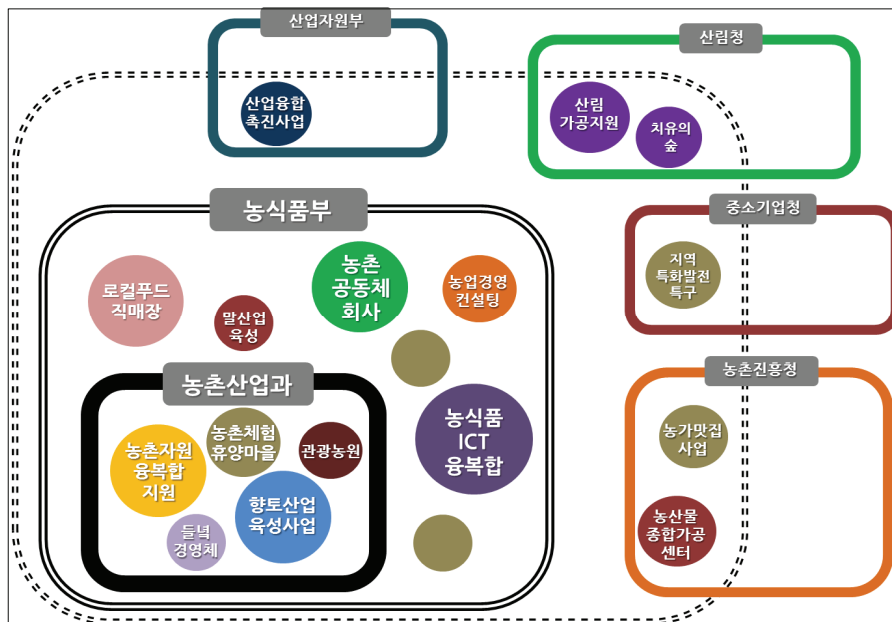 산업자원부
산업융합
촉진사업
산림청
산림
가공지원
치유의
숲
농식품부
로컬푸드
직매장
말산업
육성
농촌
공동체
회사
농업경영
컨설팅
중소기업청
지역
특화발전
특구
농촌산업과
농촌자원
융복합
지원
농촌체험
휴양마을
관광농원
향토산업
육성사업
들녘
경영체
농식품
ICT
융복합
농촌진흥청
농가맛집
사업
농산물
종합가공
센터